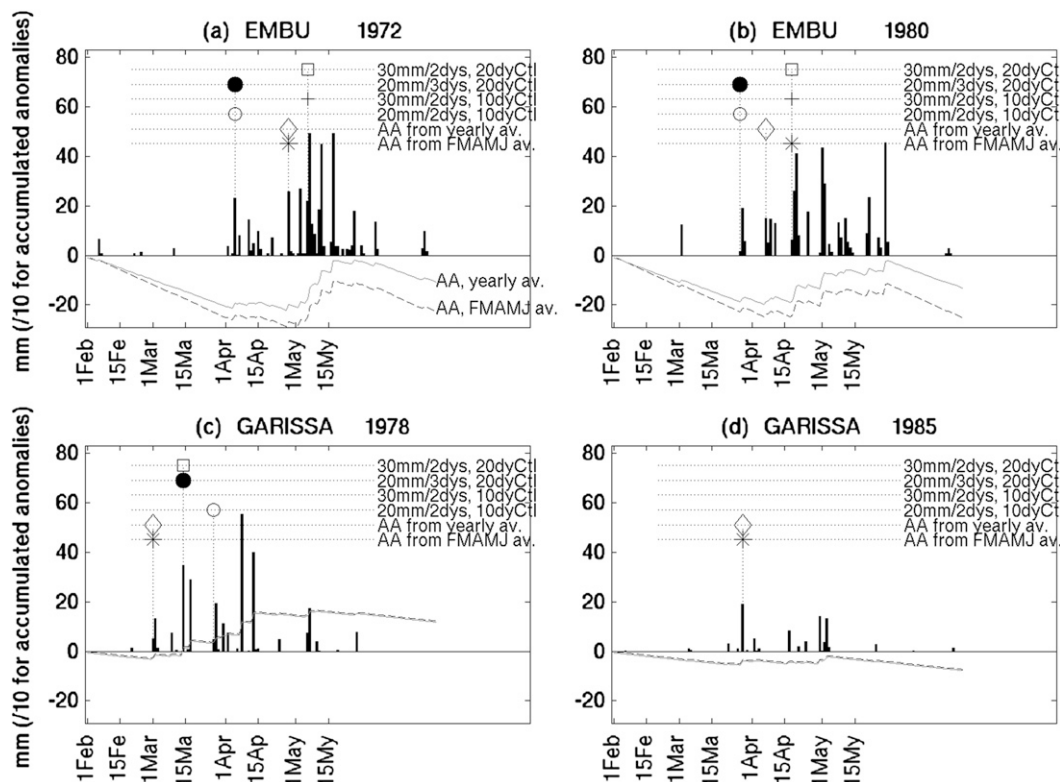 (a) EMBU 1972
(b) EMBU 1980
mm (/10 for accumulated anomalies)
80
60
40
20
0
-20
30mm/2dys, 20dyCtl
20mm/3dys, 20dyCtl
30mm/2dys, 10dyCtl
20mm/2dys, 10dyCtl
AA from yearly av.
AA from FMAMJ av.
AA, yearly av.
AA, FMAMJ av.
1Feb
15Fe
1Mar
15Ma
1Apr
15Ap
1May
15My
80
60
40
20
0
-20
30mm/2dys, 20dyCt
20mm/3dys, 20dyCt
30mm/2dys, 10dyCt
20mm/2dys, 10dyCt
AA from yearly av.
AA from FMAMJ av.
1Feb
15Fe
1Mar
15Ma
1Apr
15Ap
1May
15My
(c) GARISSA 1978
(d) GARISSA 1985
mm (/10 for accumulated anomalies)
80
60
40
20
0
-20
30mm/2dys, 20dyCtl
20mm/3dys, 20dyCtl
30mm/2dys, 10dyCtl
20mm/2dys, 10dyCtl
AA from yearly av.
AA from FMAMJ av.
1Feb
15Fe
1Mar
15Ma
1Apr
15Ap
1May
15My
80
60
40
20
0
-20
30mm/2dys, 20dyCt
20mm/3dys, 20dyCt
30mm/2dys, 10dyCt
20mm/2dys, 10dyCt
AA from yearly av.
AA from FMAMJ av.
1Feb
15Fe
1Mar
15Ma
1Apr
15Ap
1May
15My